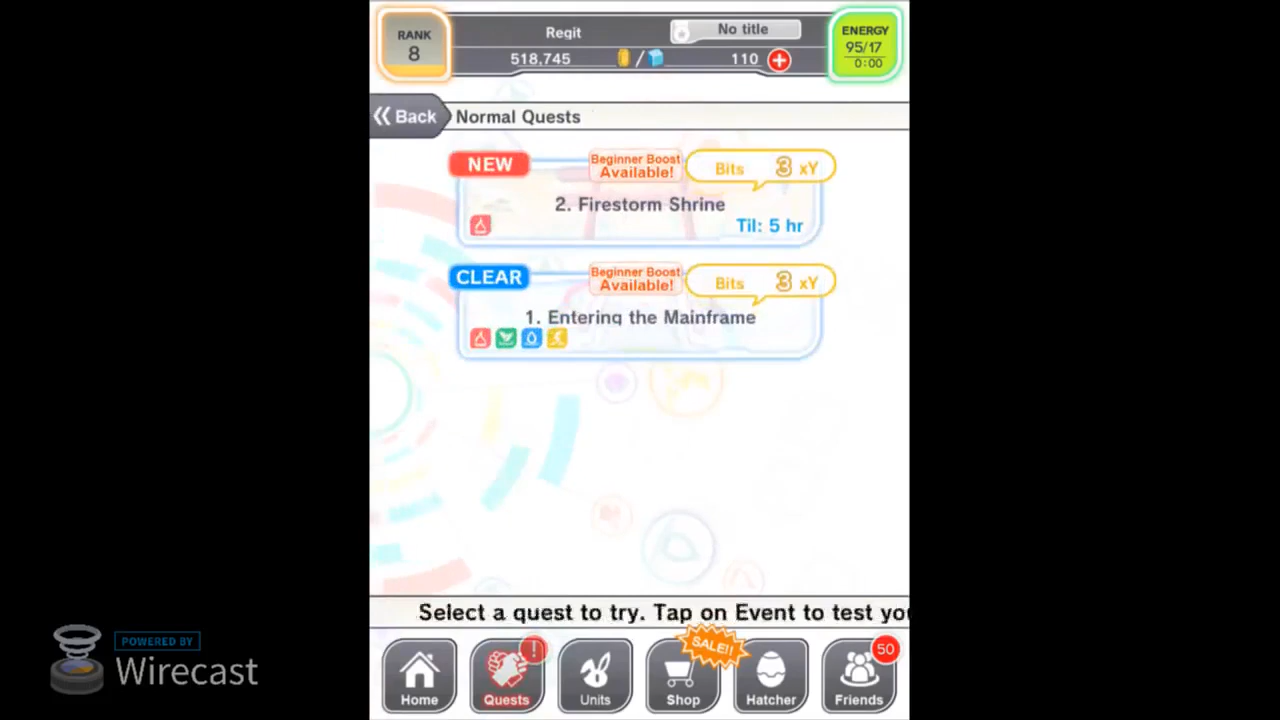 RANK
8
Regit
No title
518,745
/
110
ENERGY
95/17
0:00
Back
Normal Quests
NEW
Beginner Boost
Available!
Bits 3 xY
2. Firestorm Shrine
Til: 5 hr
CLEAR
Beginner Boost
Available!
Bits 3 xY
1. Entering the Mainframe
Select a quest to try. Tap on Event to test you
POWERED BY
Wirecast
Home
!
Quests
Units
SALE!!
Shop
Hatcher
50
Friends